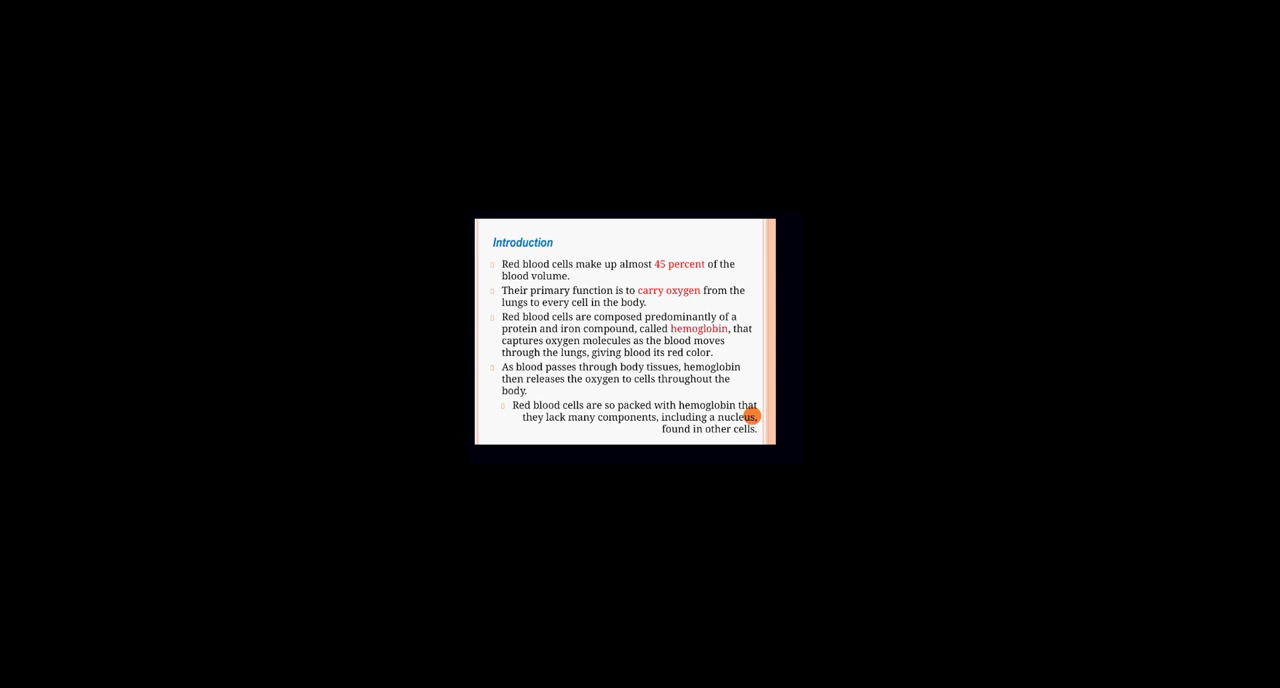 Introduction
Red blood cells make up almost 45 percent of the
blood volume.
Their primary function is to carry oxygen from the
lungs to every cell in the body.
Red blood cells are composed predominantly of a
protein and iron compound, called hemoglobin, that
captures oxygen molecules as the blood moves
through the lungs, giving blood its red color.
As blood passes through body tissues, hemoglobin
then releases the oxygen to cells throughout the
body.
Red blood cells are so packed with hemoglobin that
they lack many components, including a nucleus,
found in other cells.